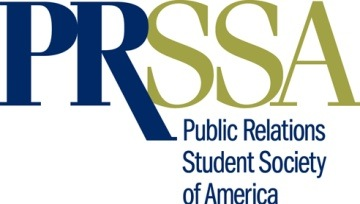 PRSSA
Public Relations
Student Society
of America